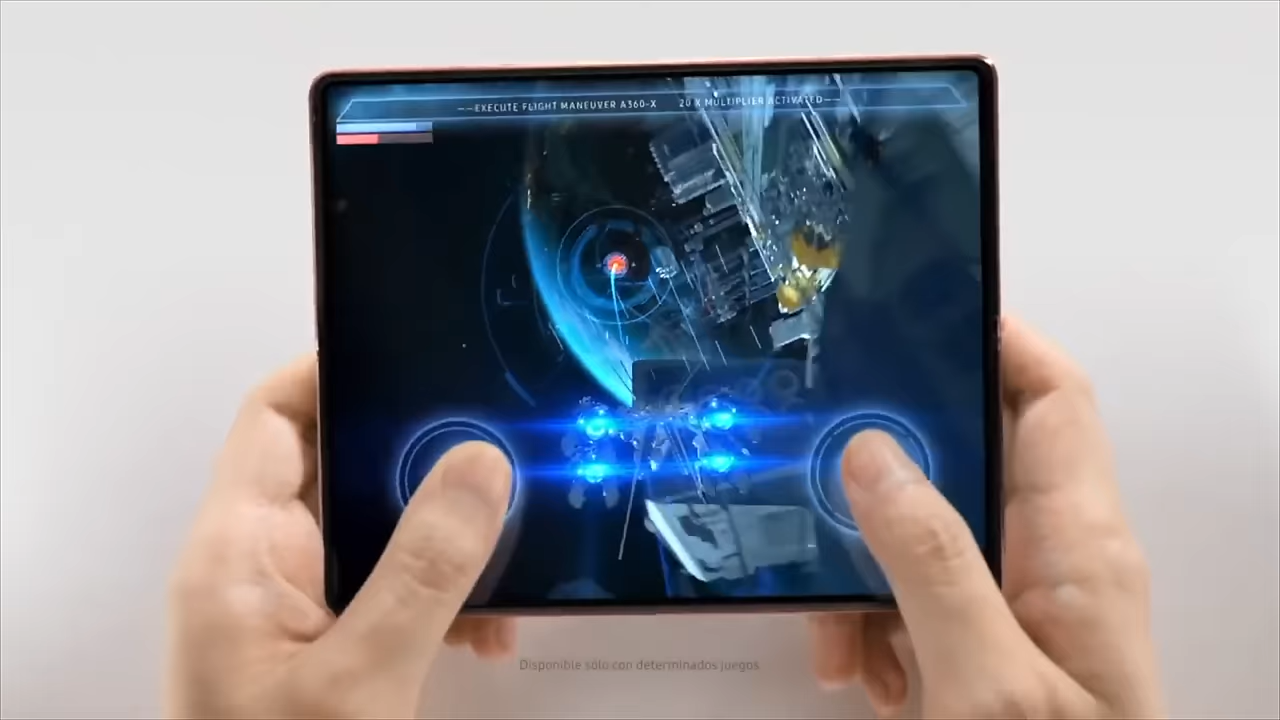 ——EXECUTE FLIGHT MANEUVER A360-X 20 X MULTIPLIER ACTIVATED——
Disponible sólo con determinados juegos